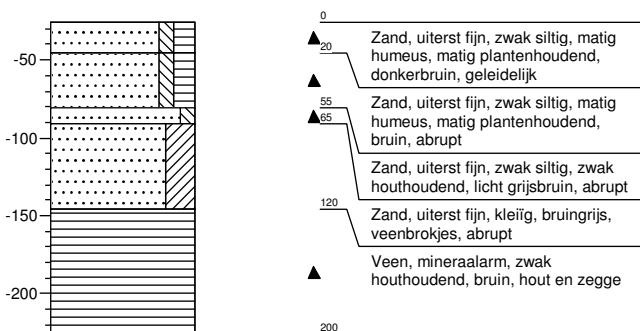 0
Zand, uiterst fijn, zwak siltig, matig
humeus, matig plantenhoudend,
donkerbruin, geleidelijk
20
-50
55
Zand, uiterst fijn, zwak siltig, matig
humeus, matig plantenhoudend,
bruin, abrupt
65
-100
Zand, uiterst fijn, zwak siltig, zwak
houthoudend, licht grijsbruin, abrupt
120
-150
Zand, uiterst fijn, kleiïg, bruingrijs,
veenbrokjes, abrupt
Veen, mineraalarm, zwak
houthoudend, bruin, hout en zegge
-200
200